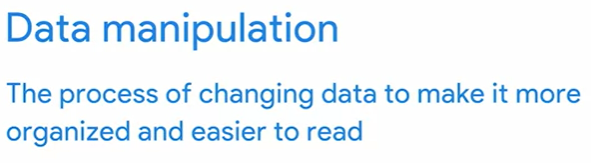 Data manipulation
The process of changing data to make it more
organized and easier to read